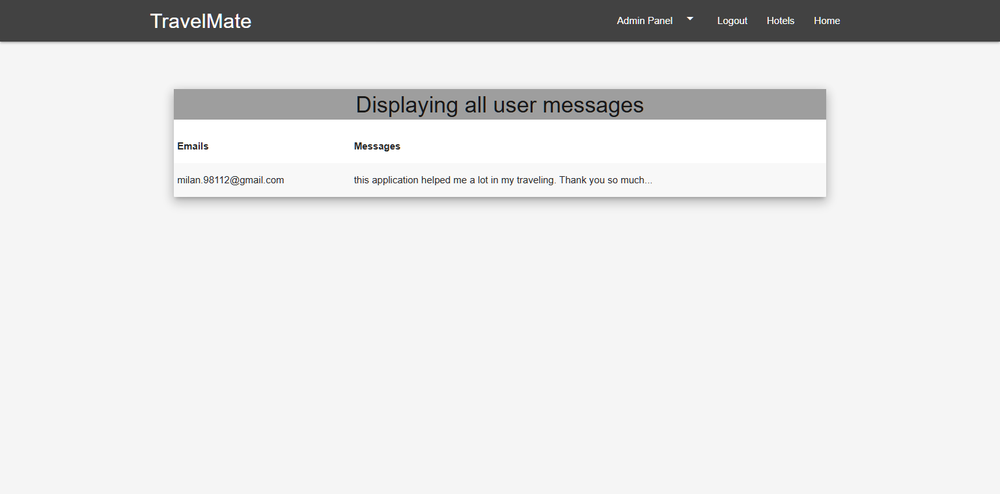 TravelMate
Admin Panel Logout Hotels Home
Displaying all user messages
Emails Messages
milan.98112@gmail.com this application helped me a lot in my traveling. Thank you so much...